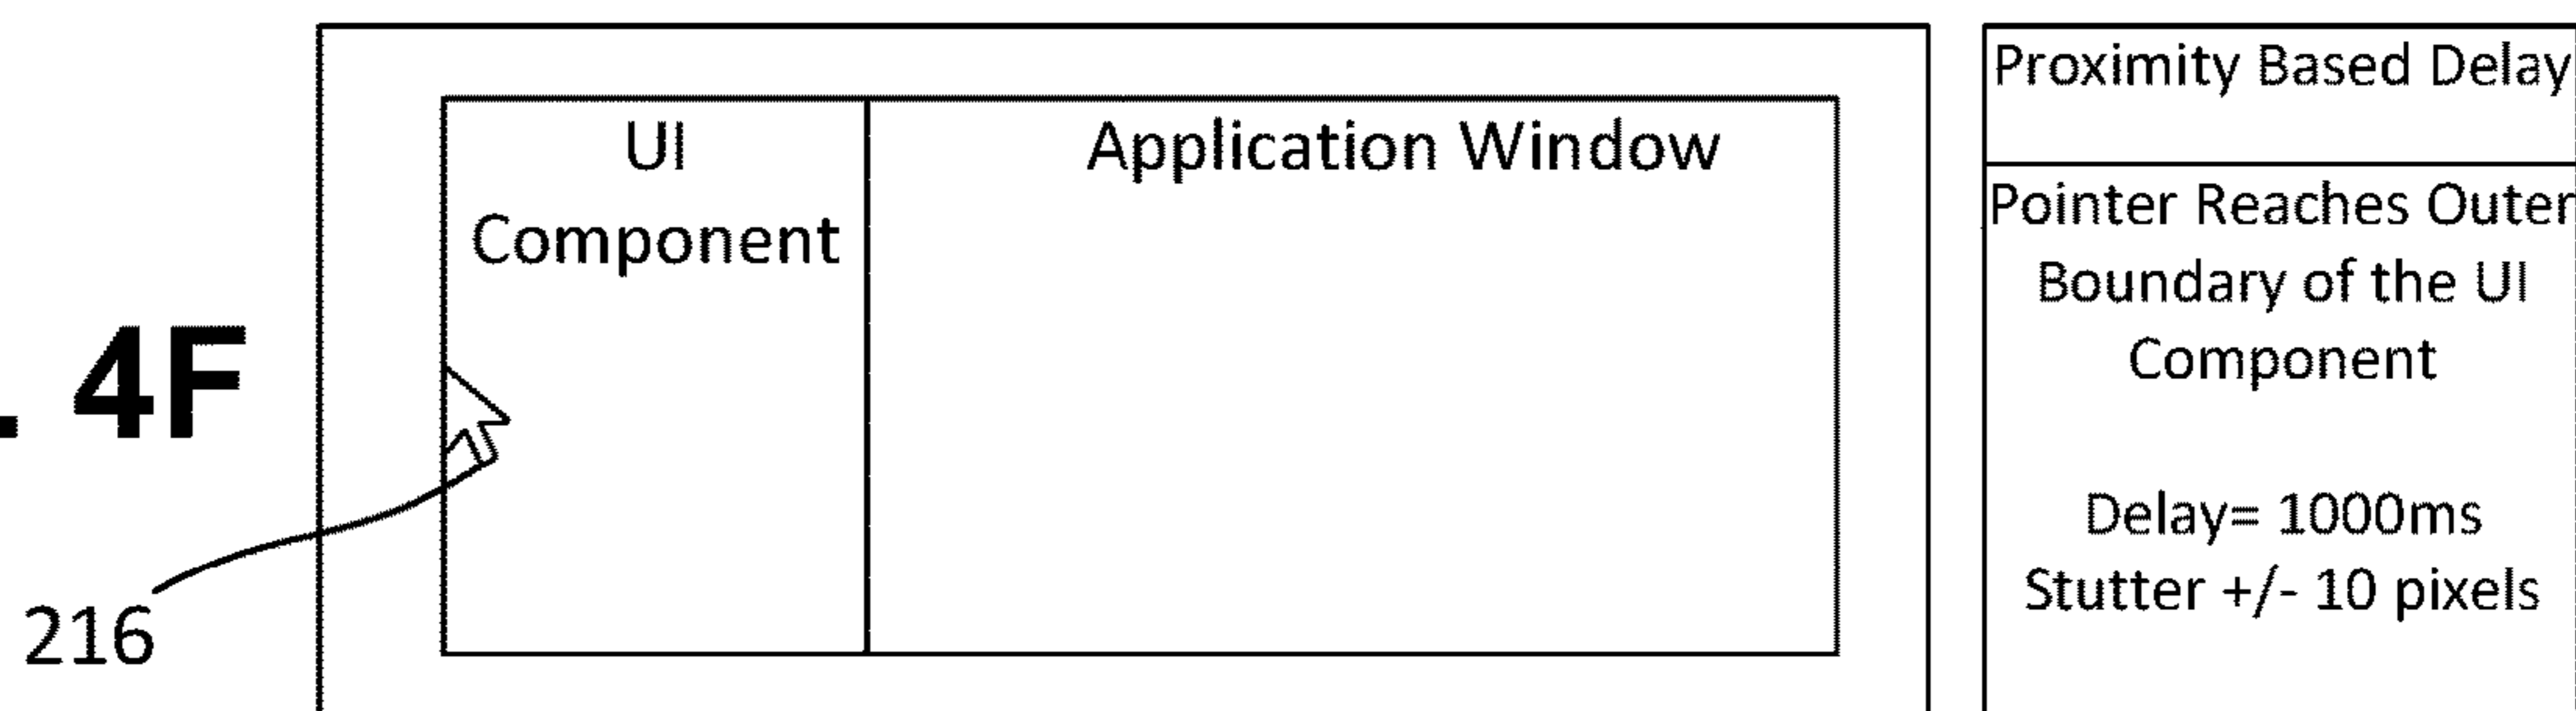 . 4F
216
UI
Component
Application Window
Proximity Based Delay
Pointer Reaches Outer
Boundary of the UI
Component
Delay= 1000ms
Stutter +/- 10 pixels